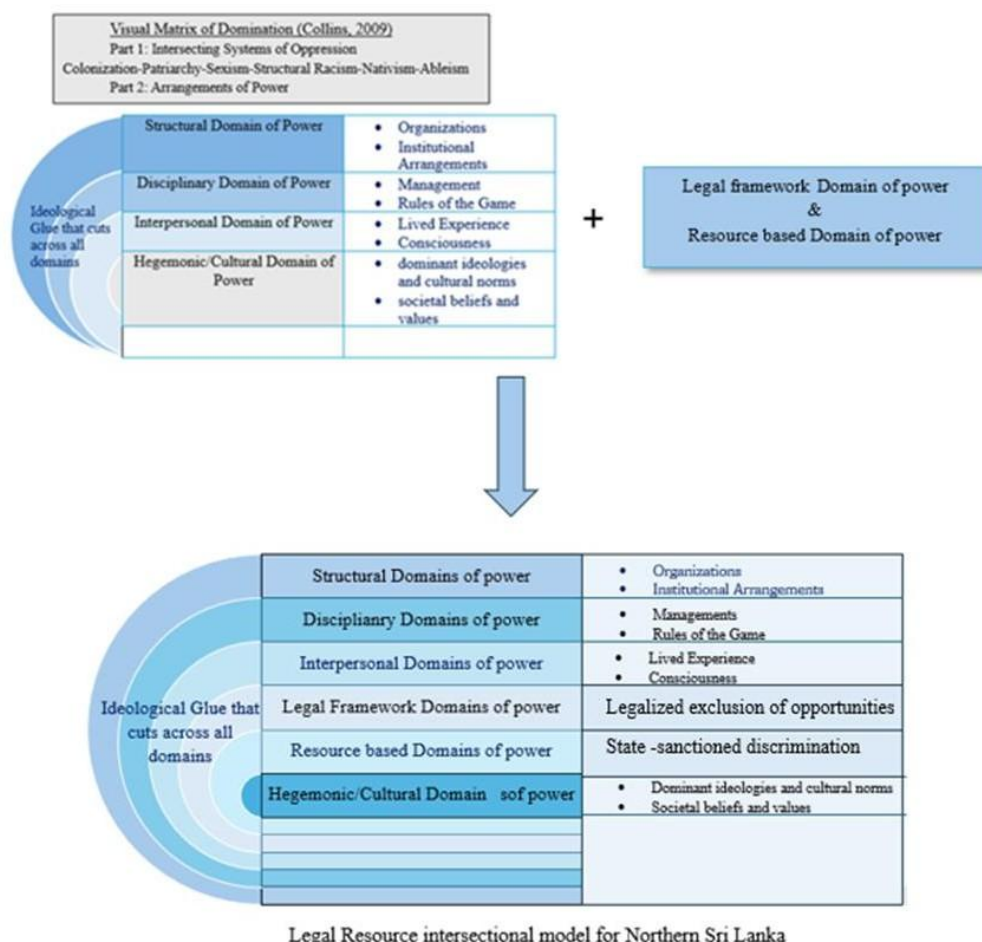 Visual Matrix of Domination (Collins, 2009)
Part 1: Intersecting Systems of Oppression
Colonization-Patriarchy-Sexism-Structural Racism-Nativism-Ableism
Part 2: Arrangements of Power
Ideological
Glue that cuts
across all
domains
Structural Domain of Power
• Organizations
• Institutional
Arrangements
Disciplinary Domain of Power
• Management
• Rules of the Game
Interpersonal Domain of Power
• Lived Experience
• Consciousness
Hegemonic/Cultural Domain of
Power
• dominant ideologies
and cultural norms
• societal beliefs and
values
+
Legal framework Domain of power
&
Resource based Domain of power
Ideological Glue that
cuts across all
domains
Structural Domains of power
• Organizations
• Institutional Arrangements
Disciplianry Domains of power
• Managements
• Rules of the Game
Interpersonal Domains of power
• Lived Experience
• Consciousness
Legal Framework Domains of power
Legalized exclusion of opportunities
Resource based Domains of power
State -sanctioned discrimination
Hegemonic/Cultural Domain sof power
• Dominant ideologies and cultural norms
• Societal beliefs and values
Legal Resource intersectional model for Northern Sri Lanka